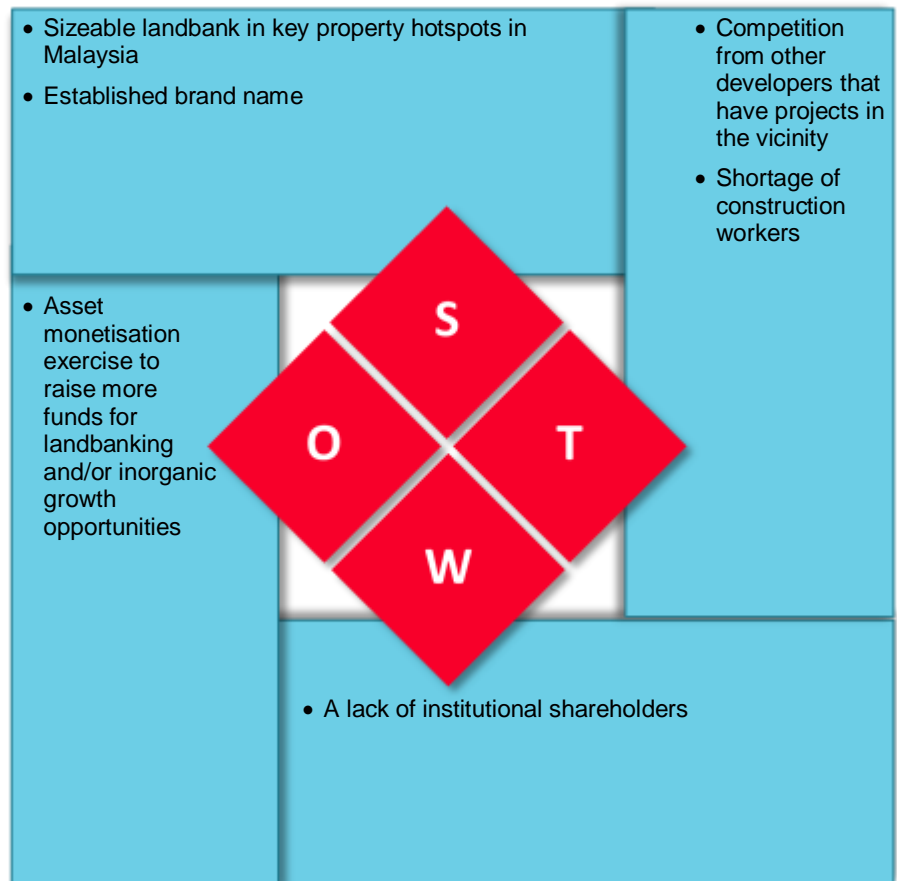 • Sizeable landbank in key property hotspots in
Malaysia
• Established brand name
• Competition
from other
developers that
have projects in
the vicinity
• Shortage of
construction
workers
S
• Asset
monetisation
exercise to
raise more
funds for
landbanking
and/or inorganic
growth
opportunities
O
T
W
• A lack of institutional shareholders